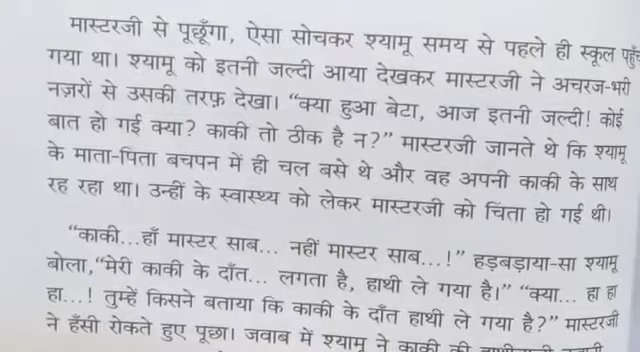 मास्टरजी से पूछूँगा, ऐसा सोचकर श्यामू समय से पहले ही स्कूल
गया था। श्यामू को इतनी जल्दी आया देखकर मास्टरजी ने अचरज-भरी
नज़रों से उसकी तरफ़ देखा। “क्या हुआ बेटा, आज इतनी जल्दी! कोई
बात हो गई क्या? काकी तो ठीक है न?” मास्टरजी जानते थे कि श्यामू
के माता-पिता बचपन में ही चल बसे थे और वह अपनी काकी के साथ
रह रहा था। उन्हीं के स्वास्थ्य को लेकर मास्टरजी को चिंता हो गई थी।
“काकी...हाँ मास्टर साब... नहीं मास्टर साब...!” हड़बड़ाया-सा श्यामू
बोला,“मेरी काकी के दाँत... लगता है, हाथी ले गया है।” “क्या... हा हा
हा...! तुम्हें किसने बताया कि काकी के दाँत हाथी ले गया है?” मास्टरजी
ने हँसी रोकते हुए पूछा। जवाब में श्यामू ने काकी की